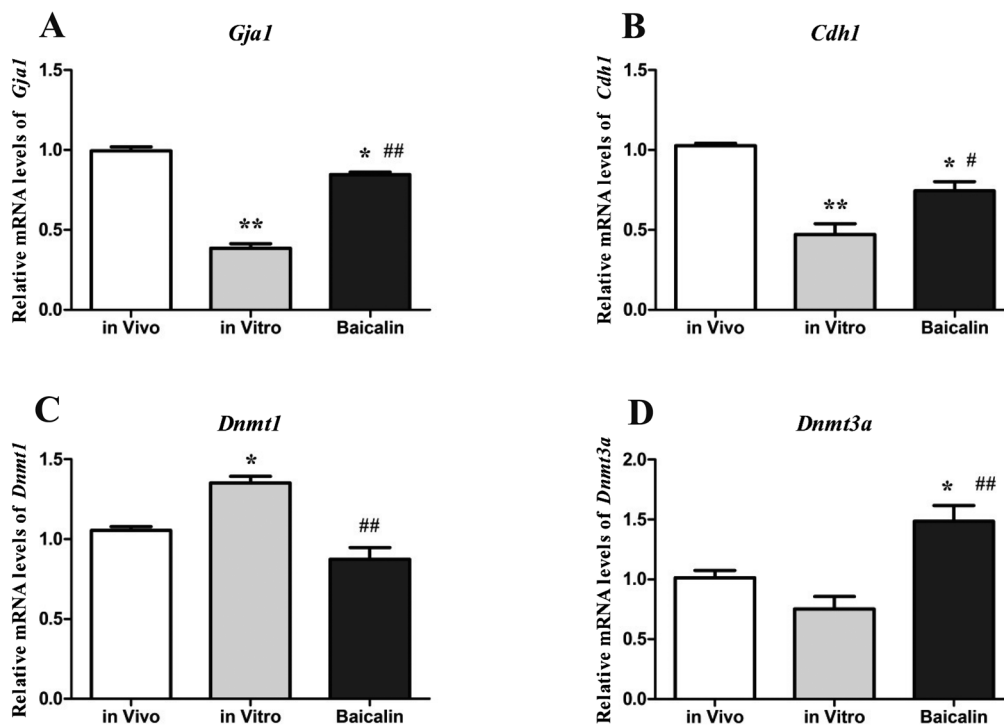 A
Gja1
Relative mRNA levels of Gja1
1.5
1.0
0.5
0.0
**
* ##
in Vivo in Vitro Baicalin
B
Cdh1
Relative mRNA levels of Cdh1
1.5
1.0
0.5
0.0
**
* #
in Vivo in Vitro Baicalin
C
Dnmt1
Relative mRNA levels of Dnmt1
1.5
1.0
0.5
0.0
*
##
in Vivo in Vitro Baicalin
D
Dnmt3a
Relative mRNA levels of Dnmt3a
2.0
1.5
1.0
0.5
0.0
* ##
in Vivo in Vitro Baicalin